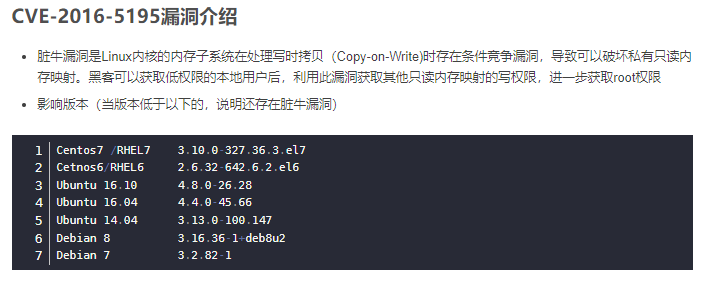 CVE-2016-5195漏洞介绍
脏牛漏洞是Linux内核的内存子系统在处理写时拷贝（Copy-on-Write)时存在条件竞争漏洞，导致可以破坏私有只读内
存映射。黑客可以获取低权限的本地用户后，利用此漏洞获取其他只读内存映射的写权限，进一步获取root权限
影响版本（当版本低于以下的，说明还存在脏牛漏洞）
1 Centos7 /RHEL7 3.10.0-327.36.3.el7
2 Cetnos6/RHEL6 2.6.32-642.6.2.el6
3 Ubuntu 16.10 4.8.0-26.28
4 Ubuntu 16.04 4.4.0-45.66
5 Ubuntu 14.04 3.13.0-100.147
6 Debian 8 3.16.36-1+deb8u2
7 Debian 7 3.2.82-1